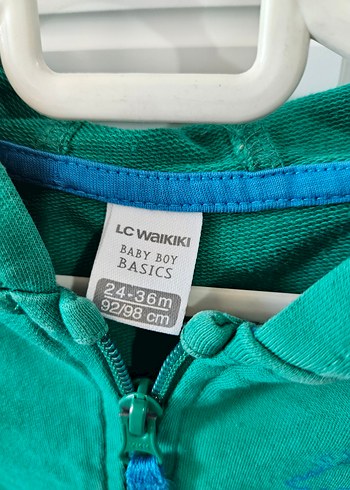 LC WAIKIKI
BABY BOY
BASICS
24-36m
92/98 cm